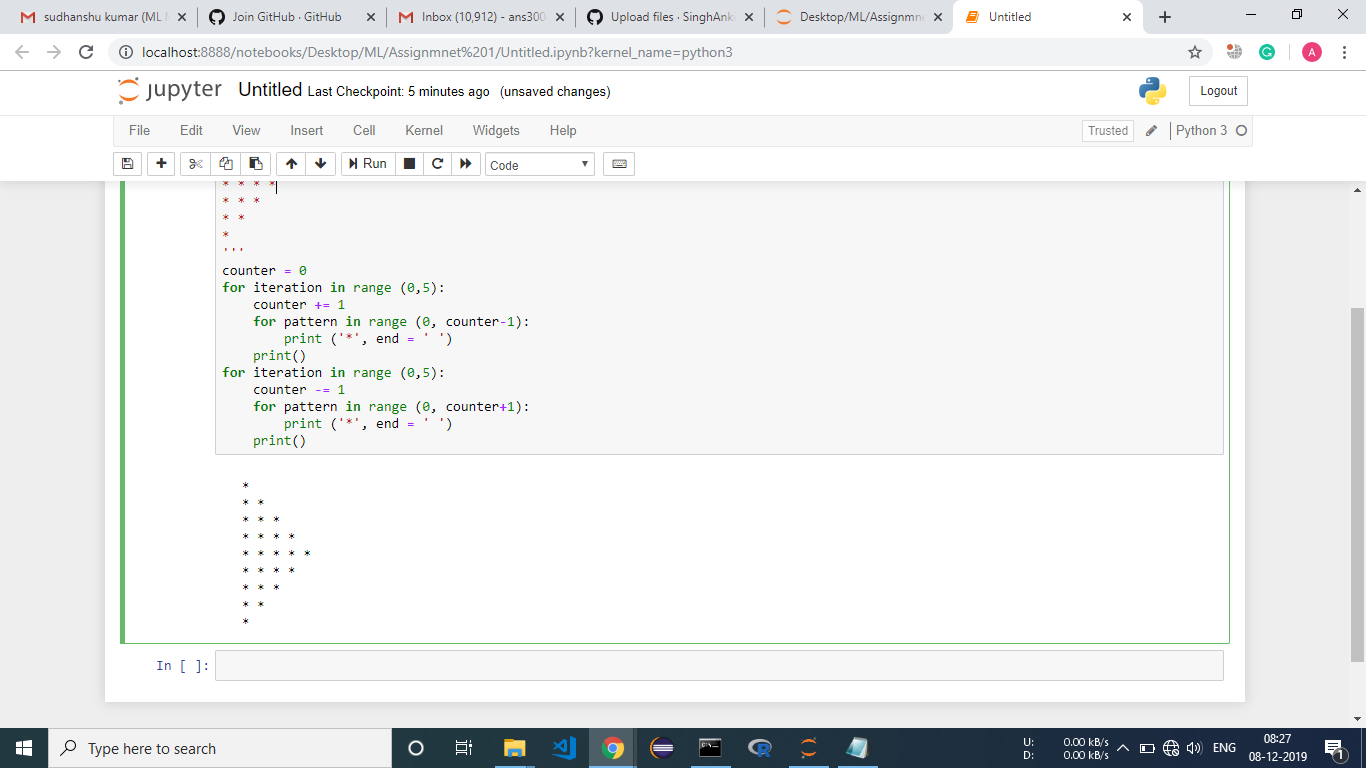 sudhanshu kumar (ML M
Join GitHub · GitHub
Inbox (10,912) - ans300
Upload files · SinghAnk
Desktop/ML/Assignmne
Untitled
localhost:8888/notebooks/Desktop/ML/Assignmnet%201/Untitled.ipynb?kernel_name=python3
A
jupyter Untitled Last Checkpoint: 5 minutes ago (unsaved changes)
Logout
File Edit View Insert Cell Kernel Widgets Help
Trusted
Python 3
Run
Code
* * * *
* * *
* *
*
'''
counter = 0
for iteration in range (0,5):
    counter += 1
    for pattern in range (0, counter-1):
        print ('*', end = ' ')
    print()
for iteration in range (0,5):
    counter -= 1
    for pattern in range (0, counter+1):
        print ('*', end = ' ')
    print()
*
* *
* * *
* * * *
* * * * *
* * * *
* * *
* *
*
In [ ]:
Type here to search
U: 0.00 kB/s
D: 0.00 kB/s
ENG
08:27
08-12-2019
1